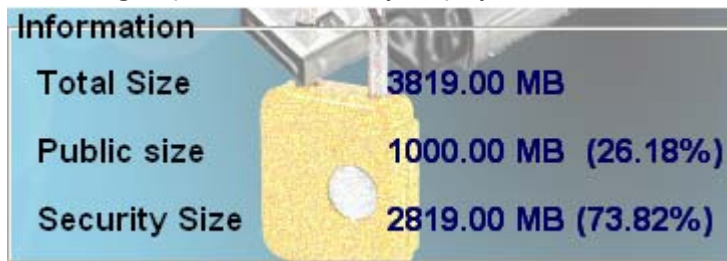 Information
Total Size 3819.00 MB
Public size 1000.00 MB (26.18%)
Security Size 2819.00 MB (73.82%)